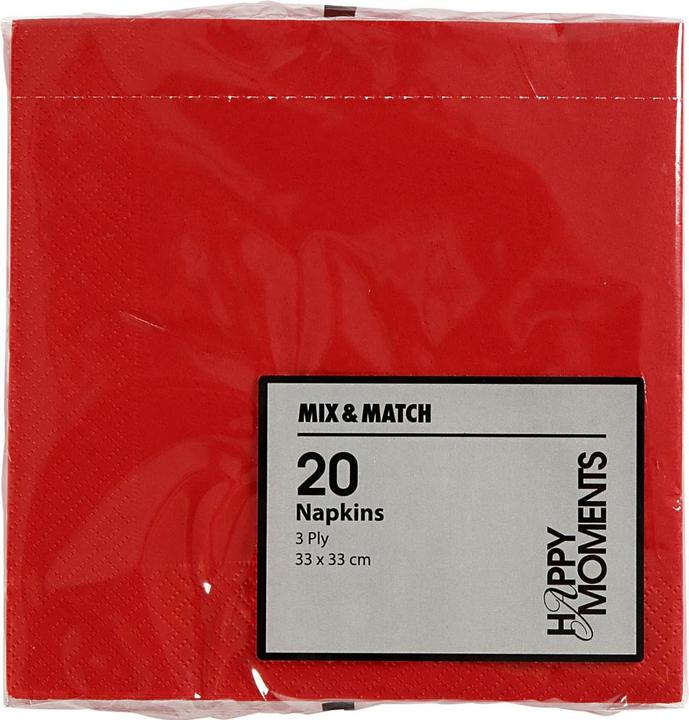 MIX & MATCH
20
Napkins
3 Ply
33 x 33 cm
HAPPY
MOMENTS